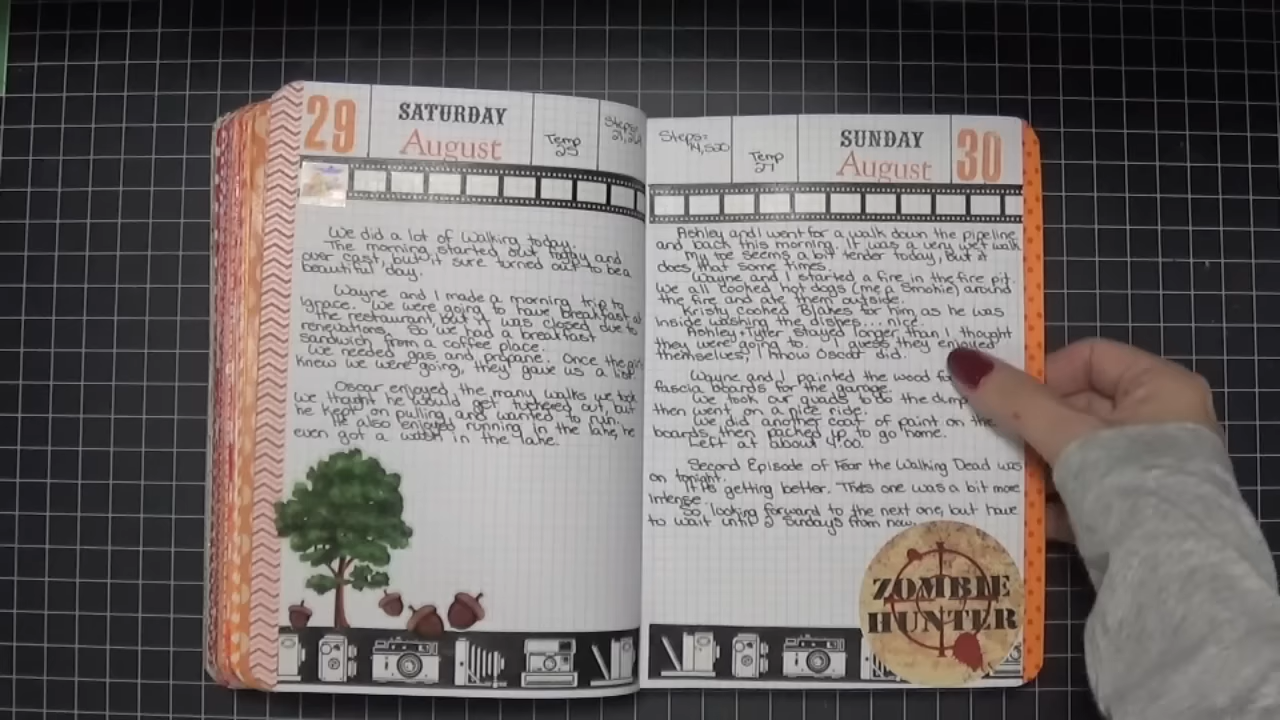 29
SATURDAY
August
Temp
25
Steps=
We did a lot of walking today.
The morning started out foggy and
over cast, but it sure turned out to be a
beautiful day.
Wayne and I made a morning trip to
lgrace. We were going to have breakfast at
the restaurant but it was closed due to
renevations. So we had a breakfast
sandwich from a coffee place.
We needed gas and propane. Once the
knew we were going, they gave us a list.
Oscar enjoyed the many walks we took
we thought he would get tuckered out, but
he kept on pulling and wanted to run.
He also enjoyed running in the lake, he
even got a in the lake.
Steps=
14,520
Temp
27
SUNDAY
August
30
Ashley and I went for a walk down the pipeline
and back this morning. It was a very wet walk
My toe seems a bit tender today, but it
does that some times.
Wayne and I started a fire in the fire pit.
We all cooked hot dogs (me a Smokie) around
the fire and ate them outside.
Kristy cooked Blakes for him, as he was
inside washing the dishes... nice.
Ashley + Tyler stayed longer than I thought
they were going to. I guess they enjoyed
themselves, I know Oscar did.
Wayne and I painted the wood
fascia boards for the garage.
We took our quads to do the dump
then went on a nice ride.
We did another coat of paint on the
boards, then packed up to go home.
Left at about 4:00.
Second Episode of Fear the Walking Dead was
on tonight.
It is getting better. This one was a bit more
intense.
So looking forward to the next one, but have
to wait until 2 Sundays from now.
ZOMBIE
HUNTER